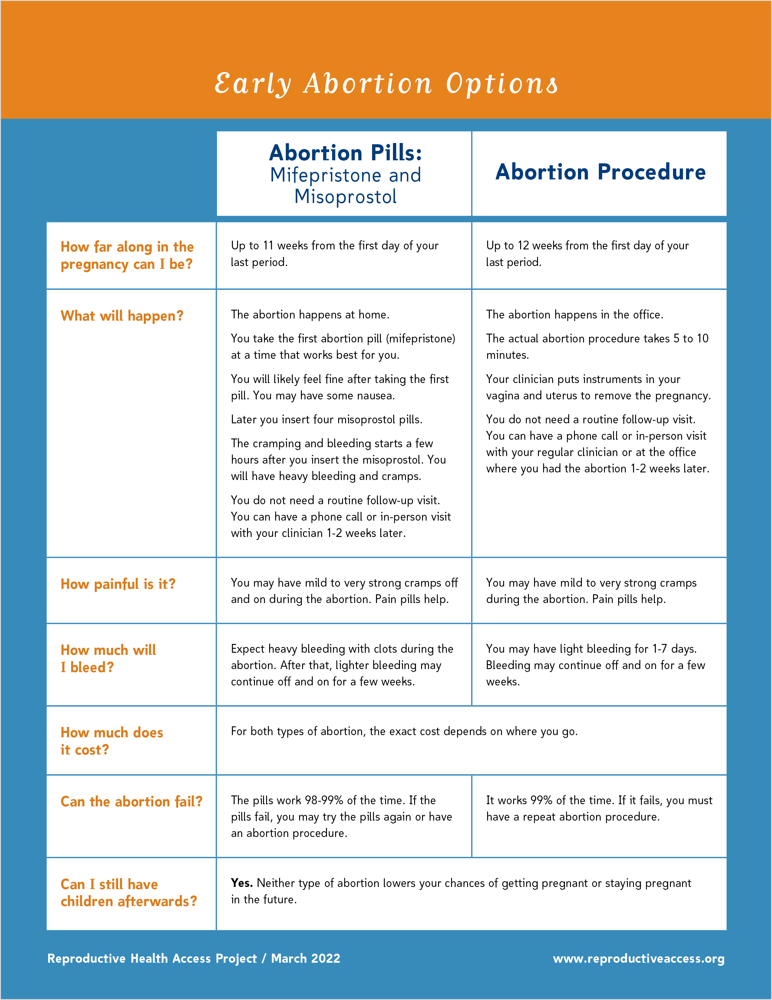 Early Abortion Options
Abortion Pills:
Mifepristone and
Misoprostol
Abortion Procedure
How far along in the
pregnancy can I be?
Up to 11 weeks from the first day of your
last period.
Up to 12 weeks from the first day of your
last period.
What will happen?
The abortion happens at home.
You take the first abortion pill (mifepristone)
at a time that works best for you.
You will likely feel fine after taking the first
pill. You may have some nausea.
Later you insert four misoprostol pills.
The cramping and bleeding starts a few
hours after you insert the misoprostol. You
will have heavy bleeding and cramps.
You do not need a routine follow-up visit.
You can have a phone call or in-person visit
with your clinician 1-2 weeks later.
The abortion happens in the office.
The actual abortion procedure takes 5 to 10
minutes.
Your clinician puts instruments in your
vagina and uterus to remove the pregnancy.
You do not need a routine follow-up visit.
You can have a phone call or in-person visit
with your regular clinician or at the office
where you had the abortion 1-2 weeks later.
How painful is it?
You may have mild to very strong cramps off
and on during the abortion. Pain pills help.
You may have mild to very strong cramps
during the abortion. Pain pills help.
How much will
I bleed?
Expect heavy bleeding with clots during the
abortion. After that, lighter bleeding may
continue off and on for a few weeks.
You may have light bleeding for 1-7 days.
Bleeding may continue off and on for a few
weeks.
How much does
it cost?
For both types of abortion, the exact cost depends on where you go.
Can the abortion fail?
The pills work 98-99% of the time. If the
pills fail, you may try the pills again or have
an abortion procedure.
It works 99% of the time. If it fails, you must
have a repeat abortion procedure.
Can I still have
children afterwards?
Yes. Neither type of abortion lowers your chances of getting pregnant or staying pregnant
in the future.
Reproductive Health Access Project / March 2022
www.reproductiveaccess.org